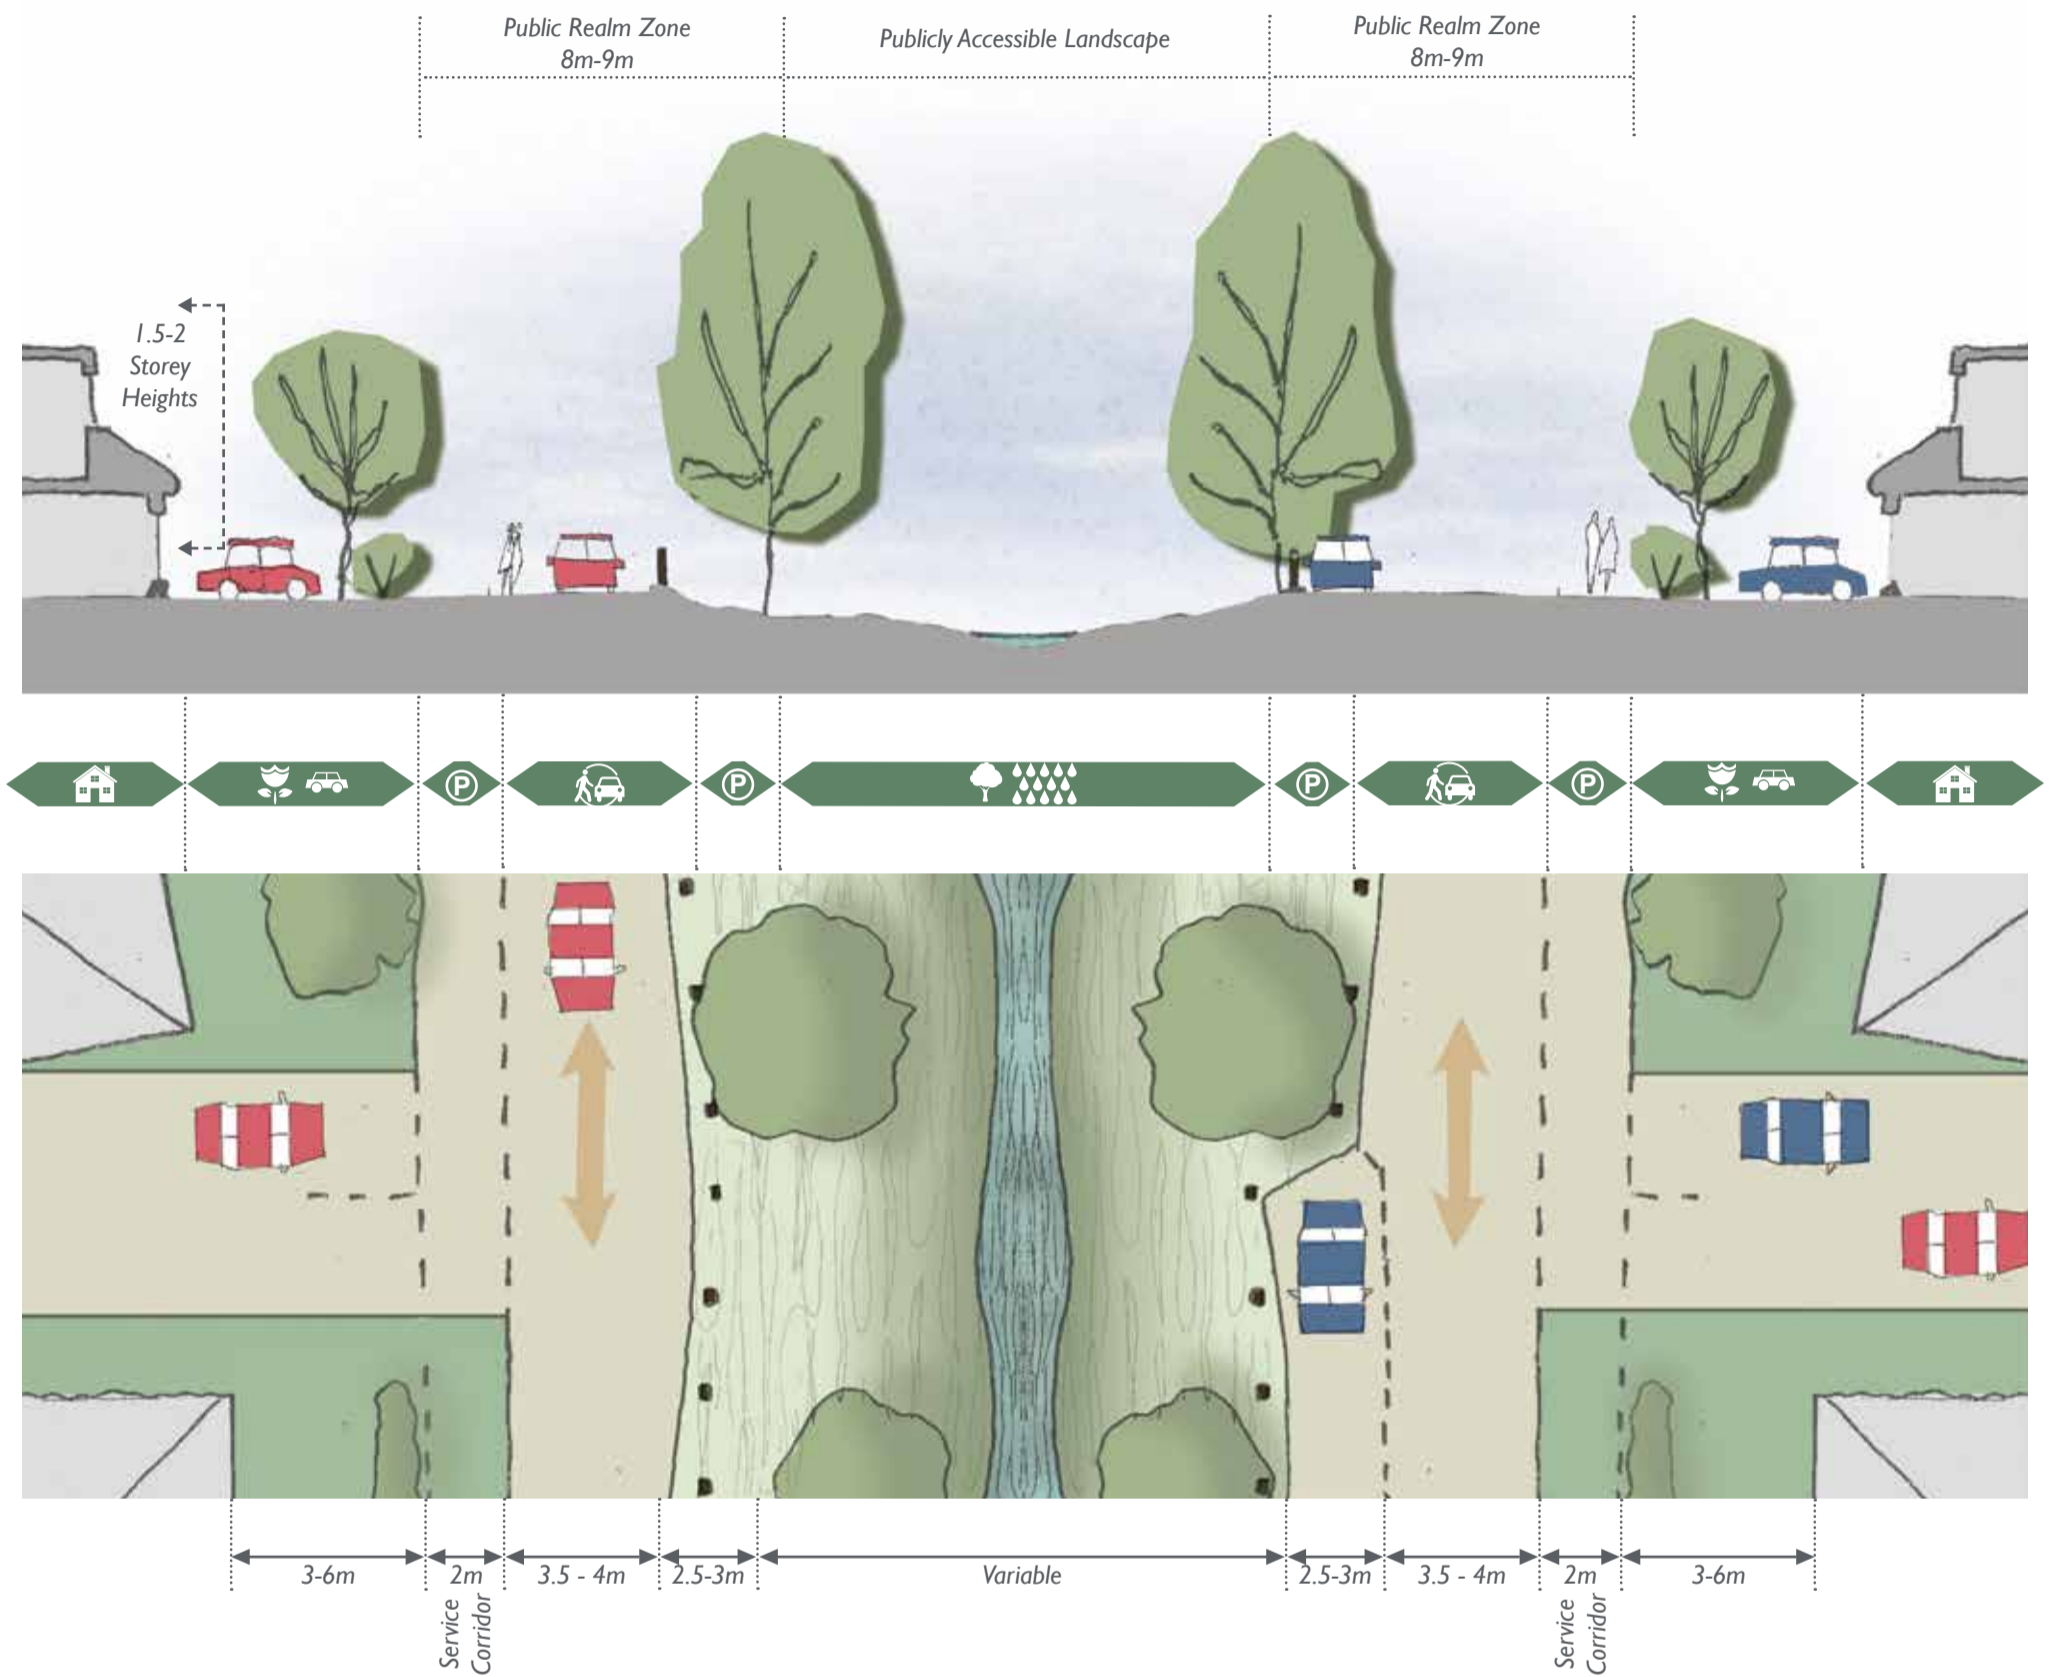 Public Realm Zone
8m-9m
Publicly Accessible Landscape
Public Realm Zone
8m-9m
1.5-2
Storey
Heights
P
P
P
P
3-6m
2m
3.5 - 4m
2.5-3m
Variable
2.5-3m
3.5 - 4m
2m
3-6m
Service
Corridor
Service
Corridor